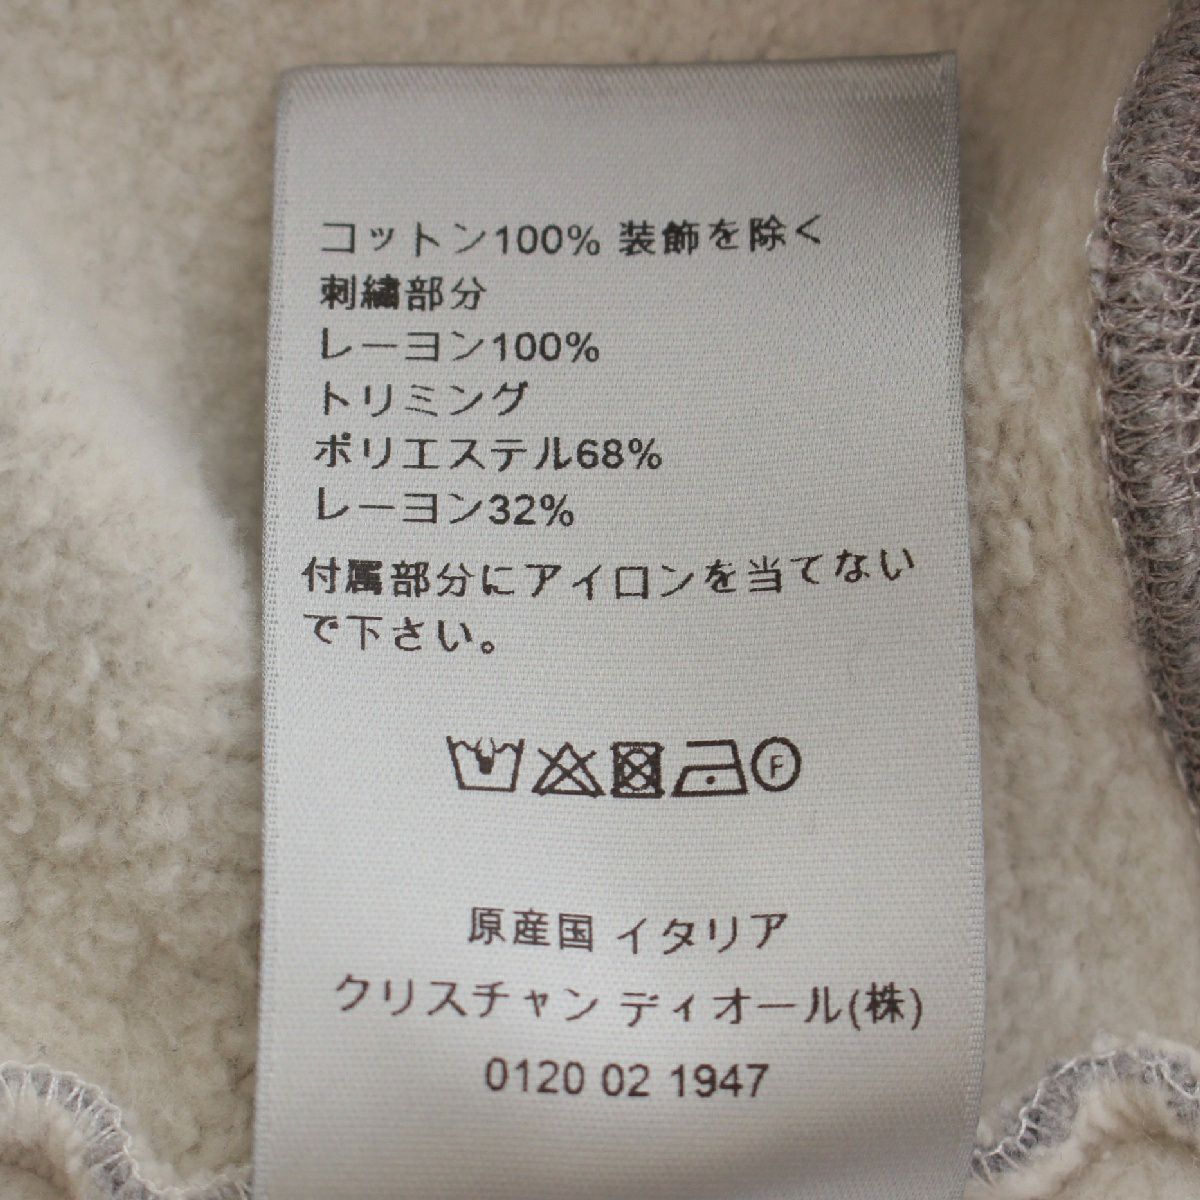 コットン100% 装飾を除く
刺繍部分
レーヨン100%
トリミング
ポリエステル68%
レーヨン32%
付属部分にアイロンを当てない
で下さい。
F
原産国 イタリア
クリスチャン ディオール(株)
0120 02 1947